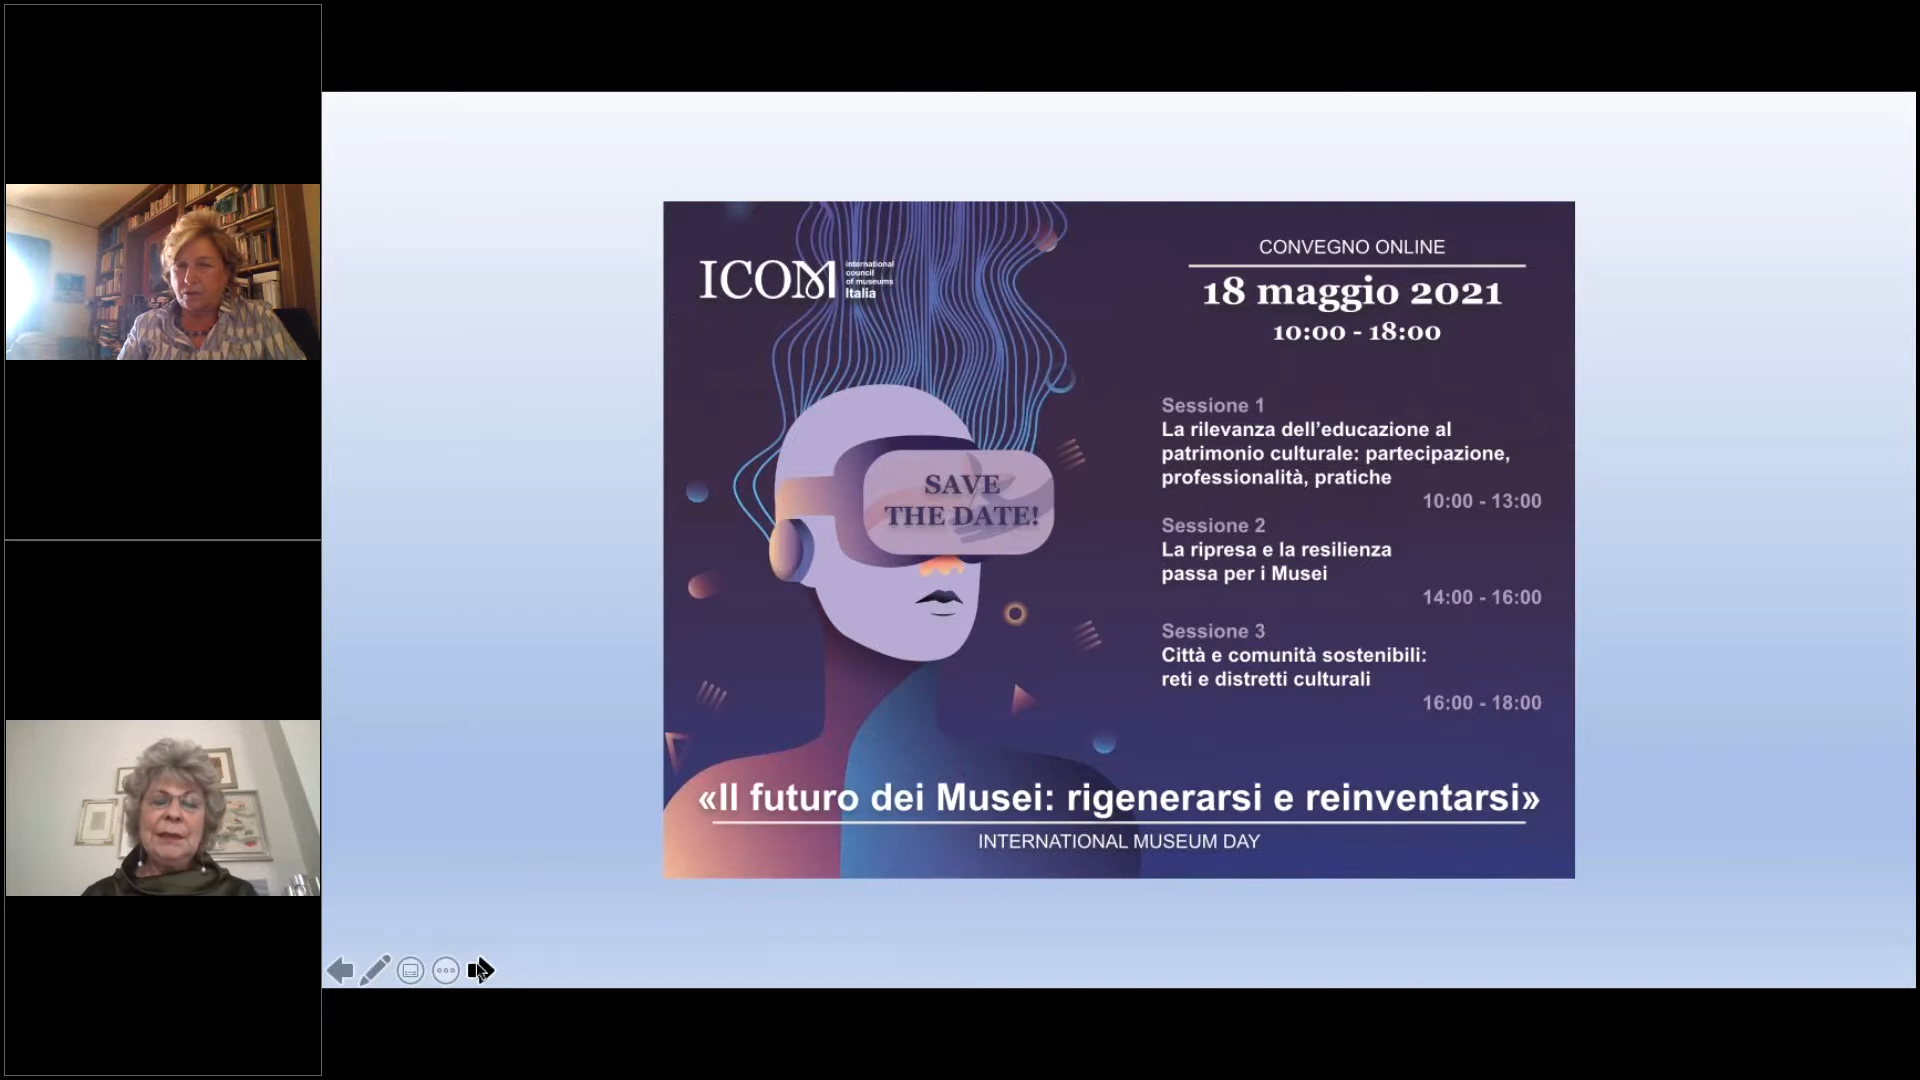 ICOM
international
council
of museums
Italia
CONVEGNO ONLINE
18 maggio 2021
10:00 - 18:00
SAVE
THE DATE!
Sessione 1
La rilevanza dell’educazione al
patrimonio culturale: partecipazione,
professionalità, pratiche
10:00 - 13:00
Sessione 2
La ripresa e la resilienza
passa per i Musei
14:00 - 16:00
Sessione 3
Città e comunità sostenibili:
reti e distretti culturali
16:00 - 18:00
«Il futuro dei Musei: rigenerarsi e reinventarsi»
INTERNATIONAL MUSEUM DAY